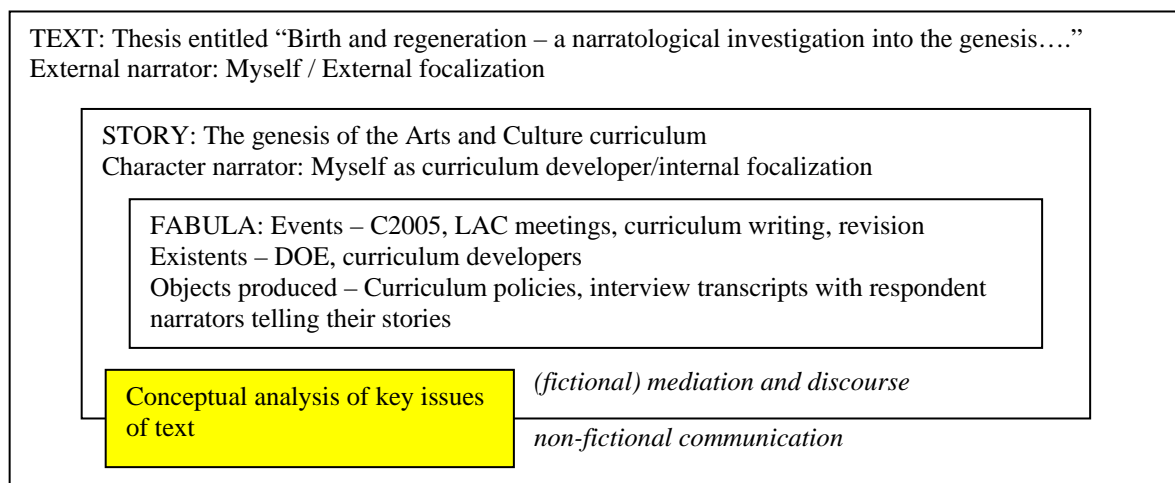 TEXT: Thesis entitled “Birth and regeneration – a narratological investigation into the genesis….”
External narrator: Myself / External focalization
STORY: The genesis of the Arts and Culture curriculum
Character narrator: Myself as curriculum developer/internal focalization
FABULA: Events – C2005, LAC meetings, curriculum writing, revision
Existents – DOE, curriculum developers
Objects produced – Curriculum policies, interview transcripts with respondent
narrators telling their stories
(fictional) mediation and discourse
Conceptual analysis of key issues
of text
non-fictional communication